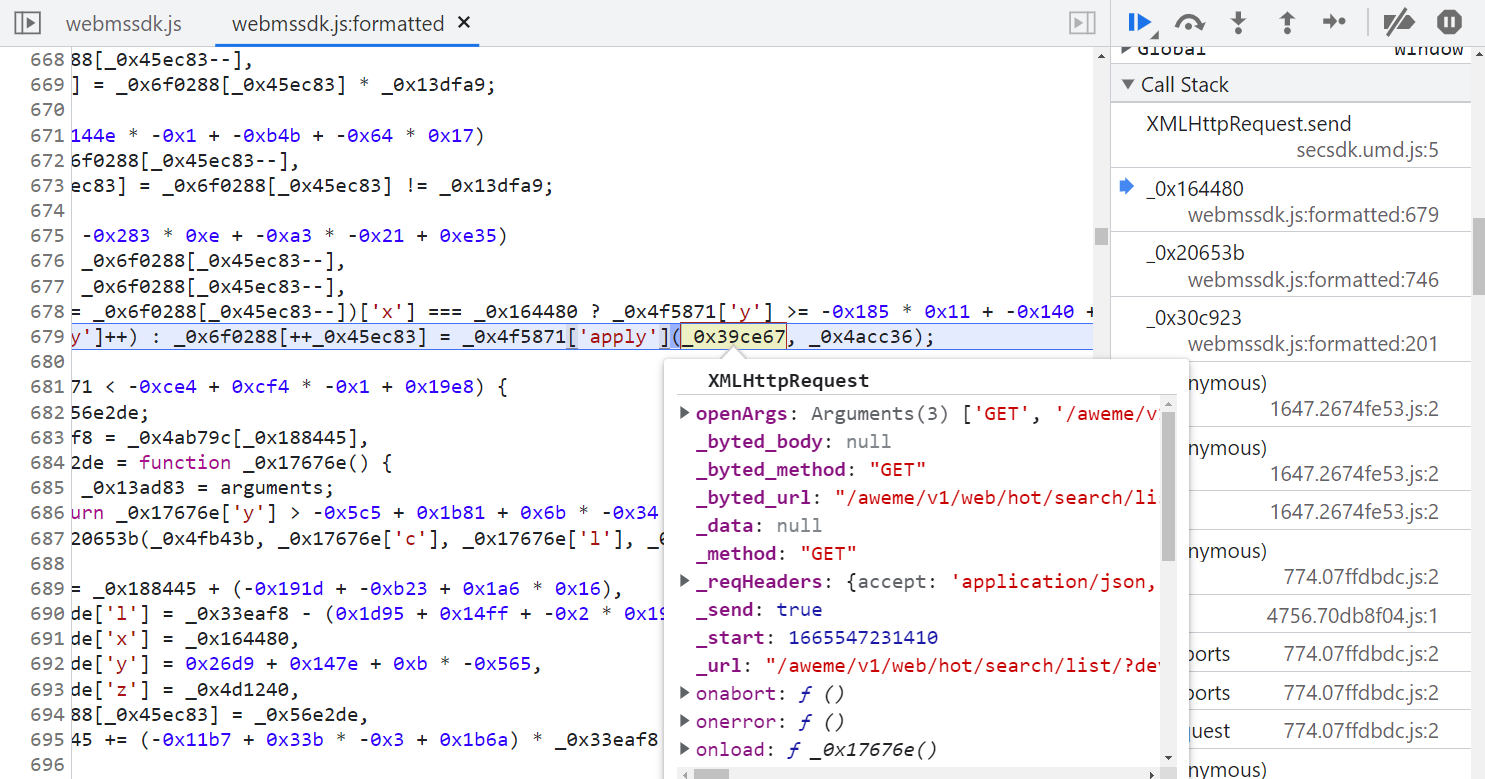 webmssdk.js webmssdk.js:formatted ×
668 88[_0x45ec83--],
669 ] = _0x6f0288[_0x45ec83] * _0x13dfa9;
670
671 144e * -0x1 + -0xb4b + -0x64 * 0x17)
672 6f0288[_0x45ec83--],
673 ec83] = _0x6f0288[_0x45ec83] != _0x13dfa9;
674
675 -0x283 * 0xe + -0xa3 * -0x21 + 0xe35)
676 _0x6f0288[_0x45ec83--],
677 _0x6f0288[_0x45ec83--],
678 = _0x6f0288[_0x45ec83--])['x'] === _0x164480 ? _0x4f5871['y'] >= -0x185 * 0x11 + -0x140 +
679 y']++) : _0x6f0288[++_0x45ec83] = _0x4f5871['apply'](_0x39ce67, _0x4acc36);
680
681 71 < -0xce4 + 0xcf4 * -0x1 + 0x19e8) {
682 56e2de;
683 f8 = _0x4ab79c[_0x188445],
684 2de = function _0x17676e() {
685 _0x13ad83 = arguments;
686 urn _0x17676e['y'] > -0x5c5 + 0x1b81 + 0x6b * -0x34
687 20653b(_0x4fb43b, _0x17676e['c'], _0x17676e['l'],
688
689 = _0x188445 + (-0x191d + -0xb23 + 0x1a6 * 0x16),
690 de['l'] = _0x33eaf8 - (0x1d95 + 0x14ff + -0x2 * 0x19
691 de['x'] = _0x164480,
692 de['y'] = 0x26d9 + 0x147e + 0xb * -0x565,
693 de['z'] = _0x4d1240,
694 88[_0x45ec83] = _0x56e2de,
695 45 += (-0x11b7 + 0x33b * -0x3 + 0x1b6a) * _0x33eaf8
696
XMLHttpRequest
openArgs: Arguments(3) ['GET', '/aweme/v1
_byted_body: null
_byted_method: "GET"
_byted_url: "/aweme/v1/web/hot/search/li
_data: null
_method: "GET"
_reqHeaders: {accept: 'application/json,
_send: true
_start: 1665547231410
_url: "/aweme/v1/web/hot/search/list/?de
onabort: ƒ ()
onerror: ƒ ()
onload: ƒ _0x17676e()
Global Window
Call Stack
XMLHttpRequest.send
secsdk.umd.js:5
_0x164480
webmssdk.js:formatted:679
_0x20653b
webmssdk.js:formatted:746
_0x30c923
webmssdk.js:formatted:201
nymous)
1647.2674fe53.js:2
nymous)
1647.2674fe53.js:2
1647.2674fe53.js:2
nymous)
774.07ffdbdc.js:2
4756.70db8f04.js:1
ports 774.07ffdbdc.js:2
ports 774.07ffdbdc.js:2
uest 774.07ffdbdc.js:2
nymous)